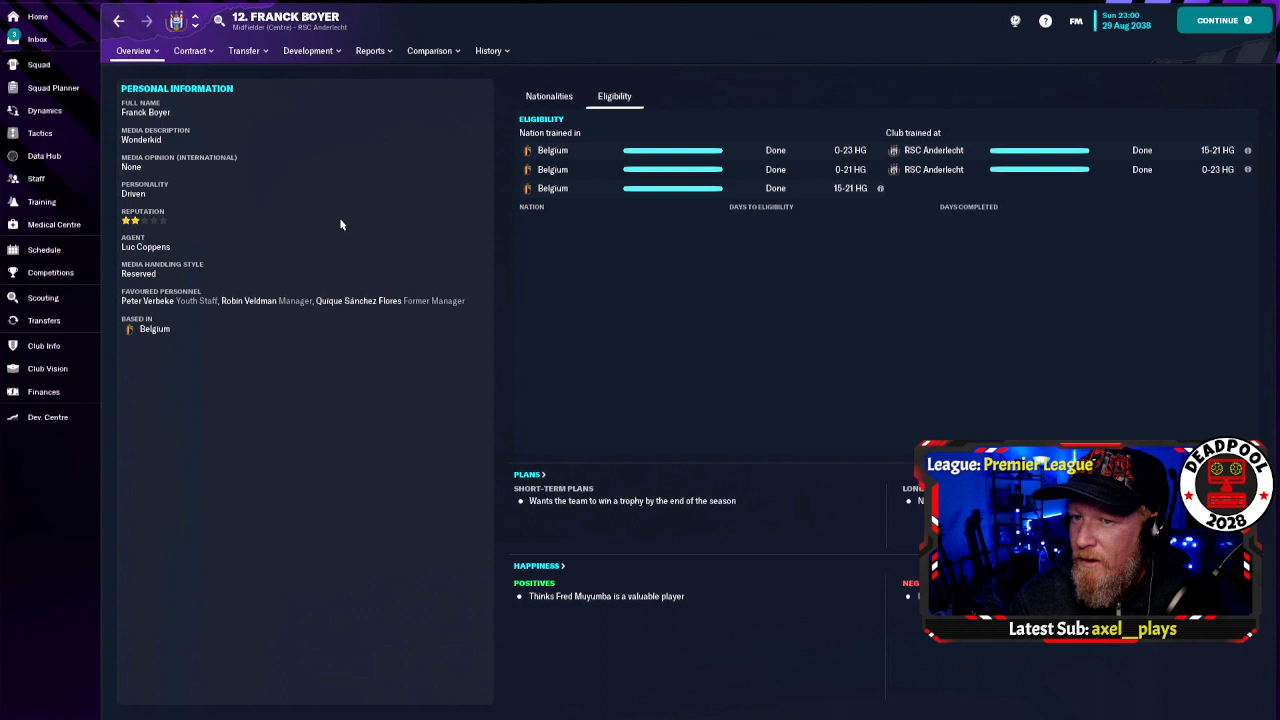 Home
3
Inbox
Squad
Squad Planner
Dynamics
Tactics
Data Hub
Staff
Training
Medical Centre
Schedule
Competitions
Scouting
Transfers
Club Info
Club Vision
Finances
Dev. Centre
12. FRANCK BOYER
Midfielder (Centre) - RSC Anderlecht
?
FM
Sun 23:00
29 Aug 2038
CONTINUE
Overview
Contract
Transfer
Development
Reports
Comparison
History
PERSONAL INFORMATION
FULL NAME
Franck Boyer
MEDIA DESCRIPTION
Wonderkid
MEDIA OPINION (INTERNATIONAL)
None
PERSONALITY
Driven
REPUTATION
AGENT
Luc Coppens
MEDIA HANDLING STYLE
Reserved
FAVOURED PERSONNEL
Peter Verbeke Youth Staff, Robin Veldman Manager, Quique Sánchez Flores Former Manager
BASED IN
Belgium
Nationalities Eligibility
ELIGIBILITY
Nation trained in Club trained at
Belgium Done 0-23 HG RSC Anderlecht Done 15-21 HG
Belgium Done 0-21 HG RSC Anderlecht Done 0-23 HG
Belgium Done 15-21 HG
NATION DAYS TO ELIGIBILITY DAYS COMPLETED
PLANS
SHORT-TERM PLANS
Wants the team to win a trophy by the end of the season
HAPPINESS
POSITIVES
Thinks Fred Muyumba is a valuable player
League: Premier League
DEADPOOL
2028
Latest Sub: axel__plays